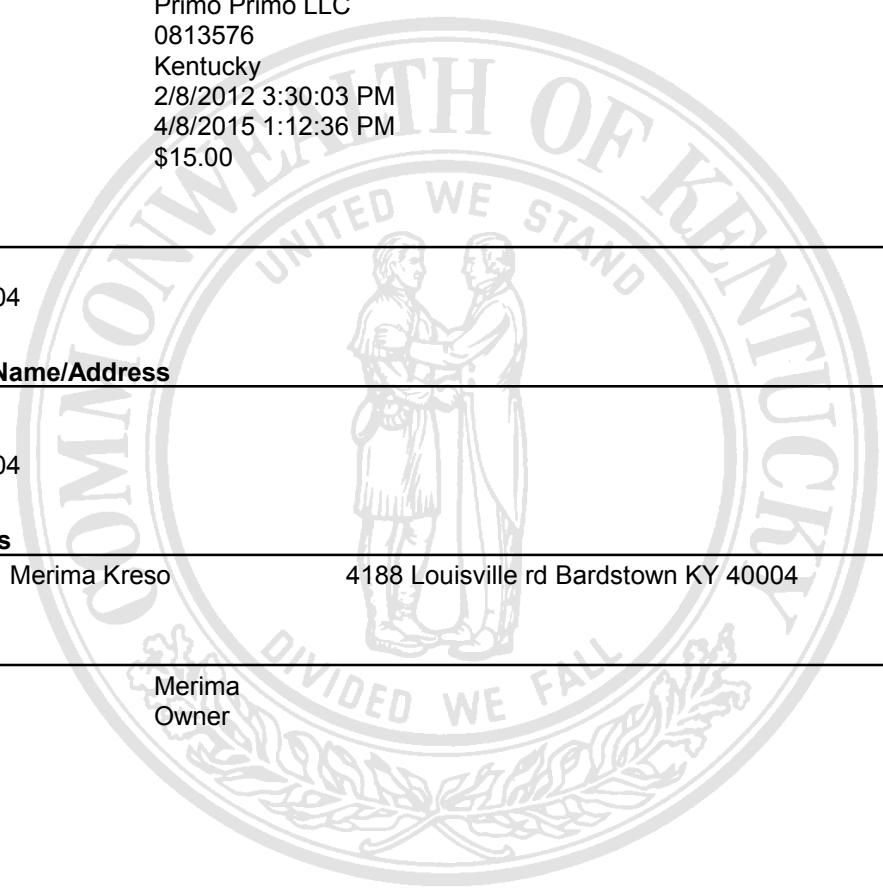 Primo Primo LLC
0813576
Kentucky
2/8/2012 3:30:03 PM
4/8/2015 1:12:36 PM
$15.00
COMMONWEALTH OF KENTUCKY
UNITED WE STAND
04
Name/Address
04
s
Merima Kreso 4188 Louisville rd Bardstown KY 40004
DIVIDED WE FALL
Merima
Owner